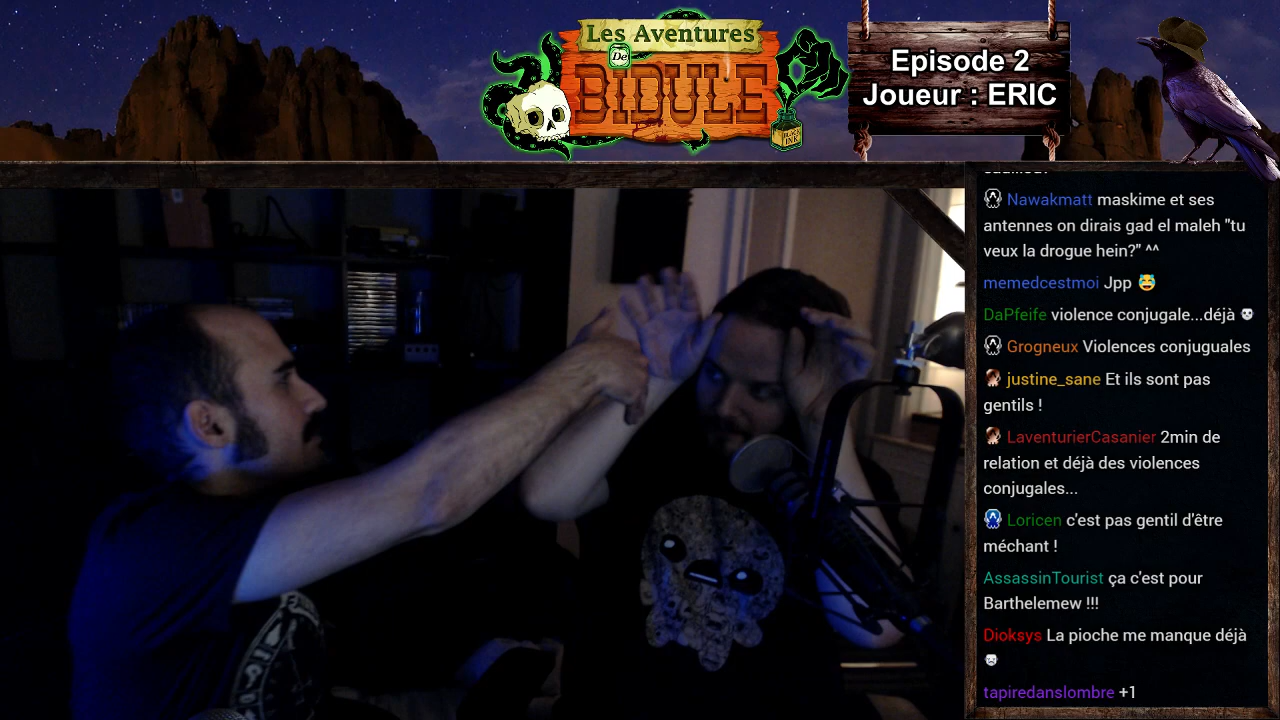 Les Aventures
De
BIDULE
BLACK
INK
Episode 2
Joueur : ERIC
Nawakmatt maskime et ses
antennes on dirais gad el maleh "tu
veux la drogue hein?" ^^
memedcestmoi Jpp 😅
DaPfeife violence conjugale...déjà 💀
Grogneux Violences conjuguales
justine_sane Et ils sont pas
gentils !
LaventurierCasanier 2min de
relation et déjà des violences
conjugales...
Loricen c'est pas gentil d'être
méchant !
AssassinTourist ça c'est pour
Barthelemew !!!
Dioksys La pioche me manque déjà
tapiredanslombre +1